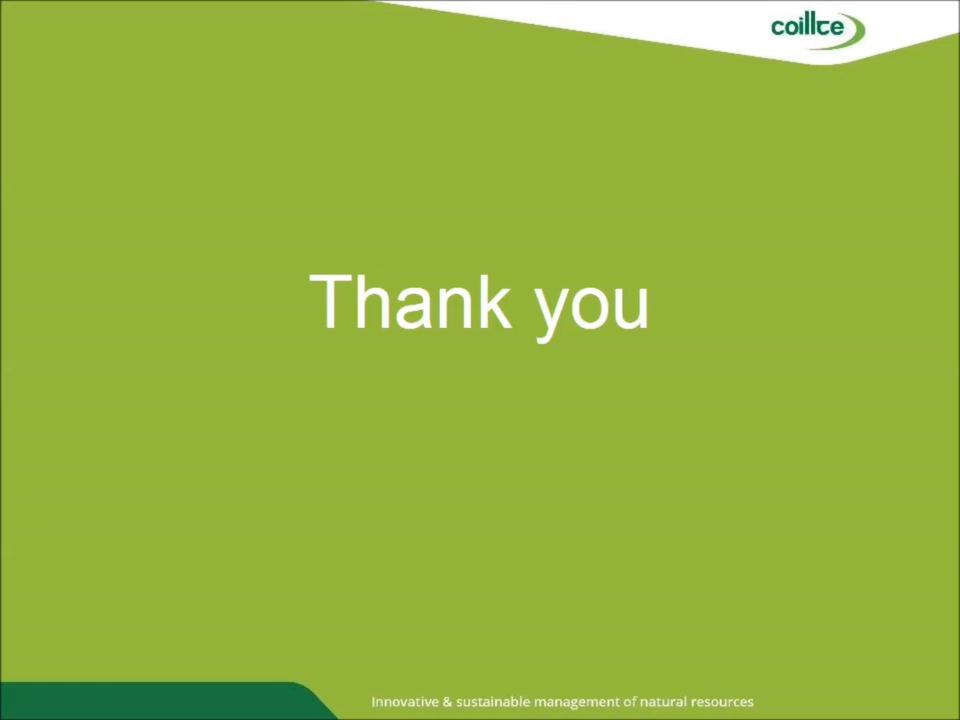 coillte
Thank you
Innovative & sustainable management of natural resources